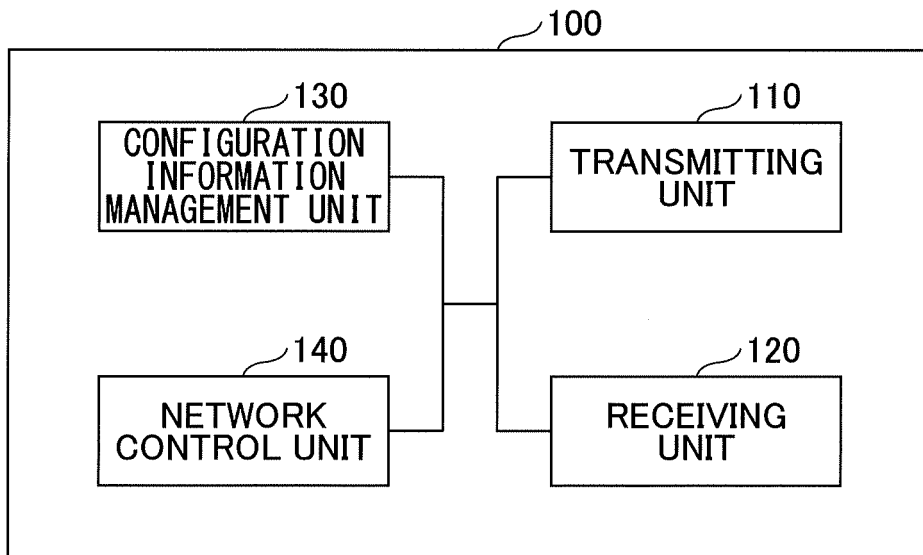 100
130
CONFIGURATION
INFORMATION
MANAGEMENT UNIT
110
TRANSMITTING
UNIT
140
NETWORK
CONTROL UNIT
120
RECEIVING
UNIT